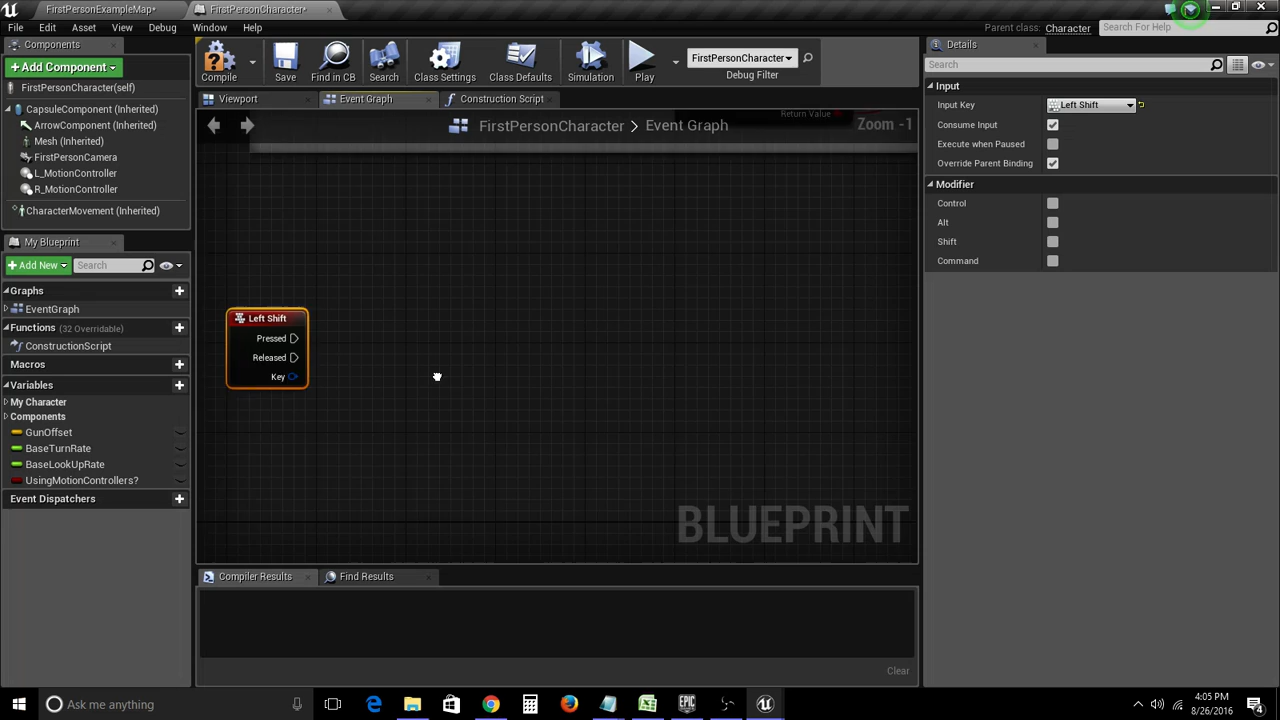 FirstPersonExampleMap*
FirstPersonCharacter*
File
Edit
Asset
View
Debug
Window
Help
Parent class: Character
Search For Help
Components
+Add Component
FirstPersonCharacter(self)
CapsuleComponent (Inherited)
ArrowComponent (Inherited)
Mesh (Inherited)
FirstPersonCamera
L_MotionController
R_MotionController
CharacterMovement (Inherited)
My Blueprint
+Add New
Search
Graphs
EventGraph
Functions (32 Overridable)
ConstructionScript
Macros
Variables
My Character
Components
GunOffset
BaseTurnRate
BaseLookUpRate
UsingMotionControllers?
Event Dispatchers
Compile
Save
Find in CB
Search
Class Settings
Class Defaults
Simulation
Play
FirstPersonCharacter
Debug Filter
Viewport
Event Graph
Construction Script
FirstPersonCharacter > Event Graph
Return Value
Zoom -1
Left Shift
Pressed
Released
Key
BLUEPRINT
Compiler Results
Find Results
Clear
Details
Search
Input
Input Key
Left Shift
Consume Input
Execute when Paused
Override Parent Binding
Modifier
Control
Alt
Shift
Command
Ask me anything
EPIC
4:05 PM
8/26/2016